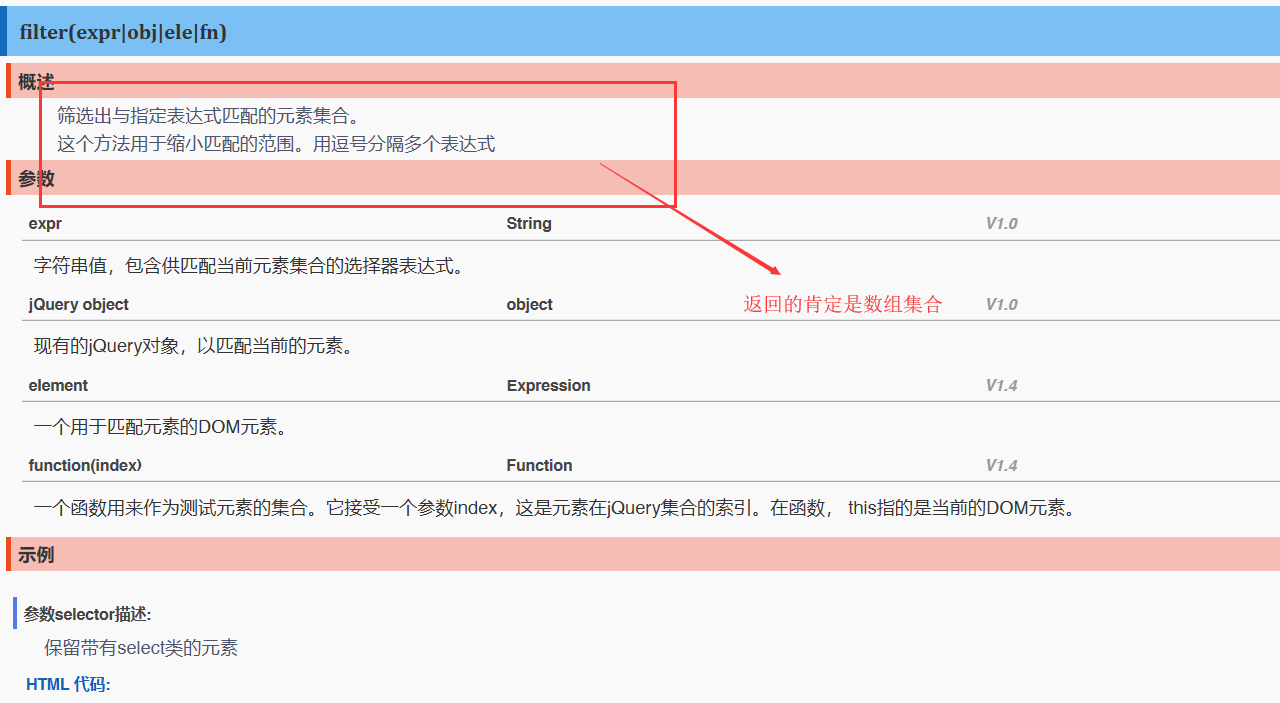 filter(expr|obj|ele|fn)
概述
筛选出与指定表达式匹配的元素集合。
这个方法用于缩小匹配的范围。用逗号分隔多个表达式
参数
expr String V1.0
字符串值，包含供匹配当前元素集合的选择器表达式。
jQuery object object 返回的肯定是数组集合 V1.0
现有的jQuery对象，以匹配当前的元素。
element Expression V1.4
一个用于匹配元素的DOM元素。
function(index) Function V1.4
一个函数用来作为测试元素的集合。它接受一个参数index，这是元素在jQuery集合的索引。在函数， this指的是当前的DOM元素。
示例
参数selector描述:
保留带有select类的元素
HTML 代码: